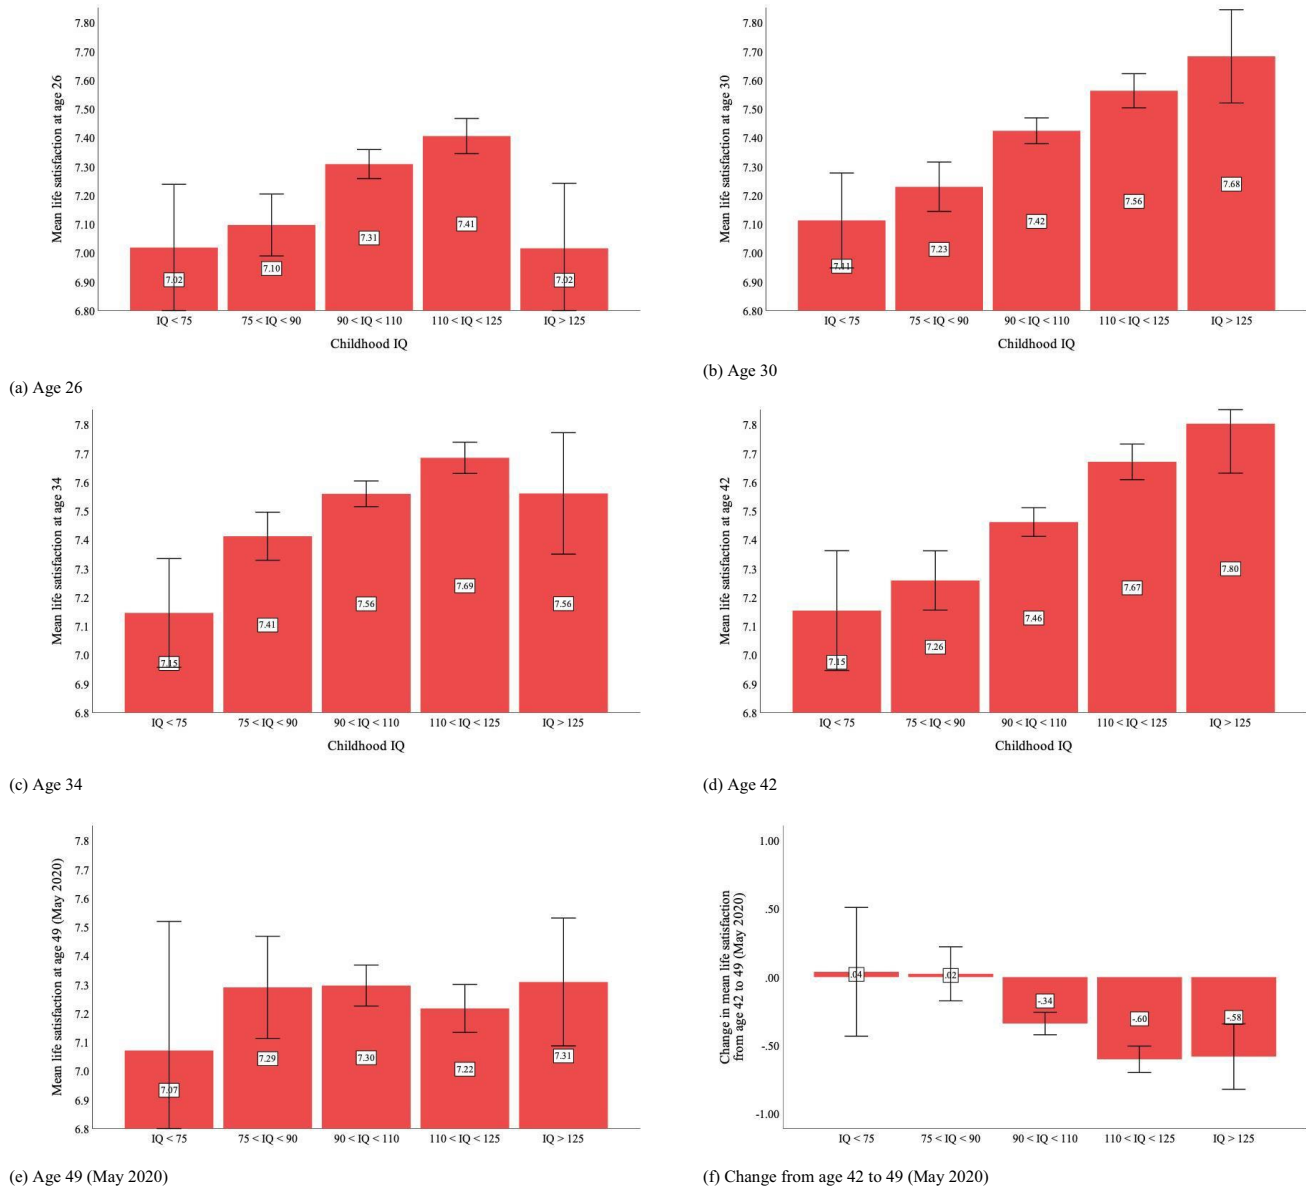 Mean life satisfaction at age 26
7.80
7.70
7.60
7.50
7.40
7.30
7.20
7.10
7.00
6.90
6.80
7.02
7.10
7.31
7.41
7.02
IQ < 75
75 < IQ < 90
90 < IQ < 110
110 < IQ < 125
IQ > 125
Childhood IQ
(a) Age 26
Mean life satisfaction at age 30
7.80
7.70
7.60
7.50
7.40
7.30
7.20
7.10
7.00
6.90
6.80
7.11
7.23
7.42
7.56
7.68
IQ < 75
75 < IQ < 90
90 < IQ < 110
110 < IQ < 125
IQ > 125
Childhood IQ
(b) Age 30
Mean life satisfaction at age 34
7.8
7.7
7.6
7.5
7.4
7.3
7.2
7.1
7.0
6.9
6.8
7.15
7.41
7.56
7.69
7.56
IQ < 75
75 < IQ < 90
90 < IQ < 110
110 < IQ < 125
IQ > 125
Childhood IQ
(c) Age 34
Mean life satisfaction at age 42
7.8
7.7
7.6
7.5
7.4
7.3
7.2
7.1
7.0
6.9
6.8
7.15
7.26
7.46
7.67
7.80
IQ < 75
75 < IQ < 90
90 < IQ < 110
110 < IQ < 125
IQ > 125
Childhood IQ
(d) Age 42
Mean life satisfaction at age 49 (May 2020)
7.8
7.7
7.6
7.5
7.4
7.3
7.2
7.1
7.0
6.9
6.8
7.07
7.29
7.30
7.22
7.31
IQ < 75
75 < IQ < 90
90 < IQ < 110
110 < IQ < 125
IQ > 125
(e) Age 49 (May 2020)
Change in mean life satisfaction
from age 42 to 49 (May 2020)
1.00
.50
.00
-.50
-1.00
.04
.02
-.34
-.60
-.58
IQ < 75
75 < IQ < 90
90 < IQ < 110
110 < IQ < 125
IQ > 125
(f) Change from age 42 to 49 (May 2020)